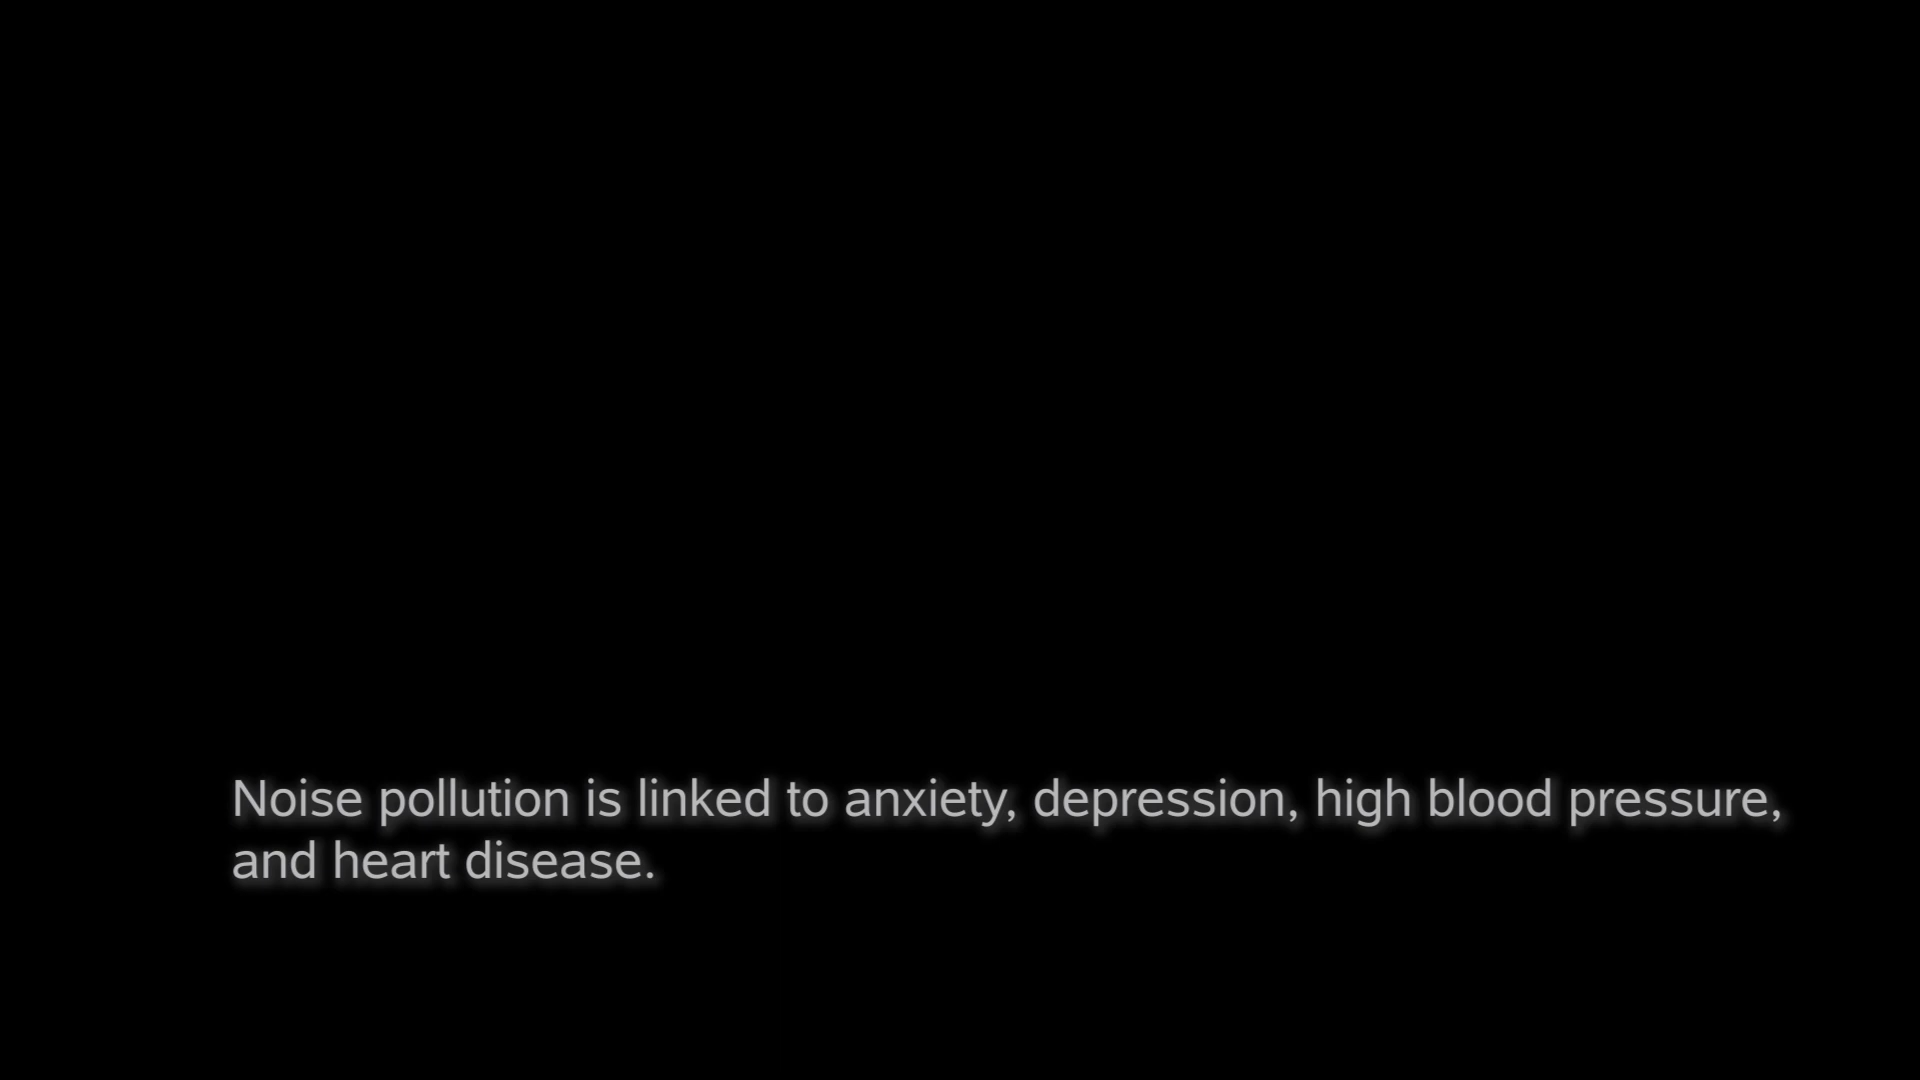 Noise pollution is linked to anxiety, depression, high blood pressure,
and heart disease.